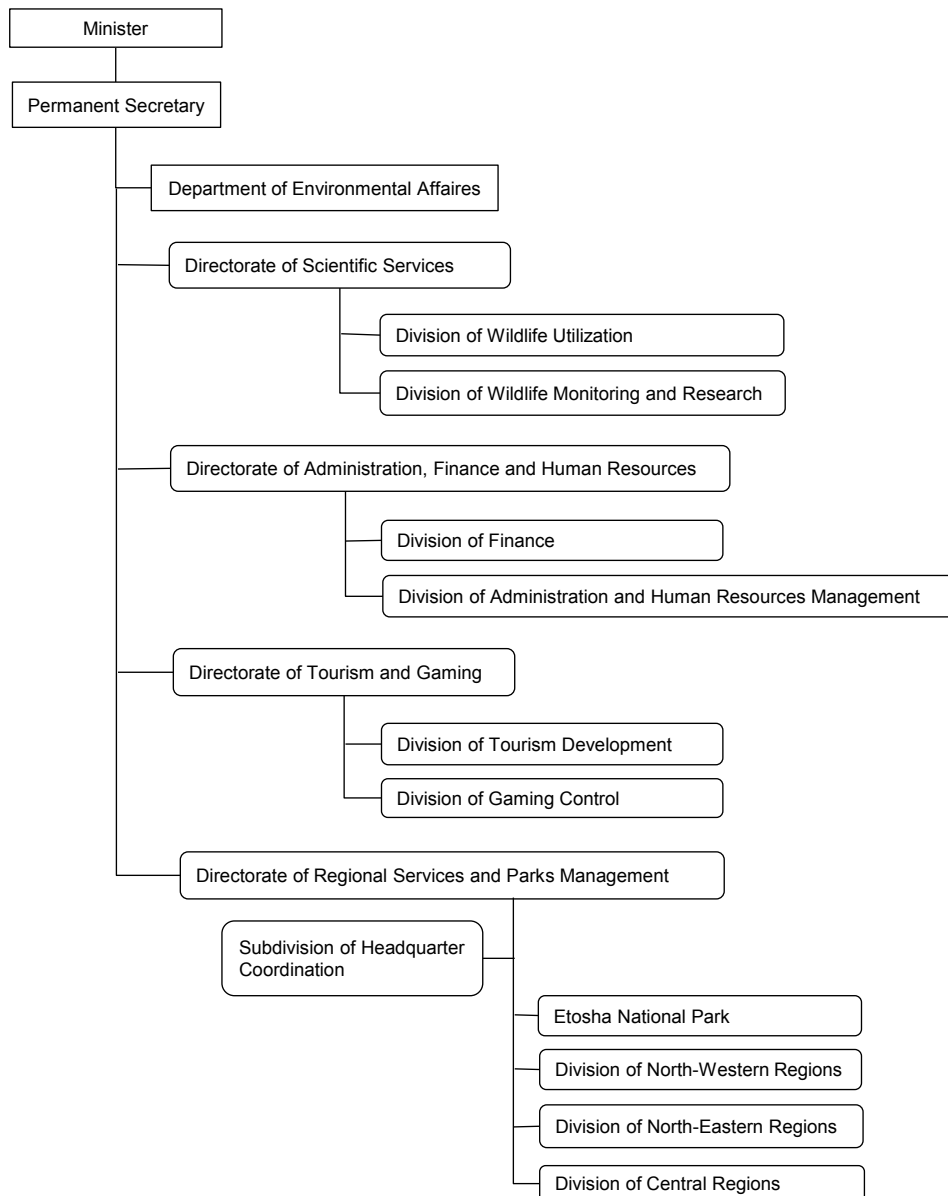 Minister
Permanent Secretary
Department of Environmental Affaires
Directorate of Scientific Services
Division of Wildlife Utilization
Division of Wildlife Monitoring and Research
Directorate of Administration, Finance and Human Resources
Division of Finance
Division of Administration and Human Resources Management
Directorate of Tourism and Gaming
Division of Tourism Development
Division of Gaming Control
Directorate of Regional Services and Parks Management
Subdivision of Headquarter
Coordination
Etosha National Park
Division of North-Western Regions
Division of North-Eastern Regions
Division of Central Regions